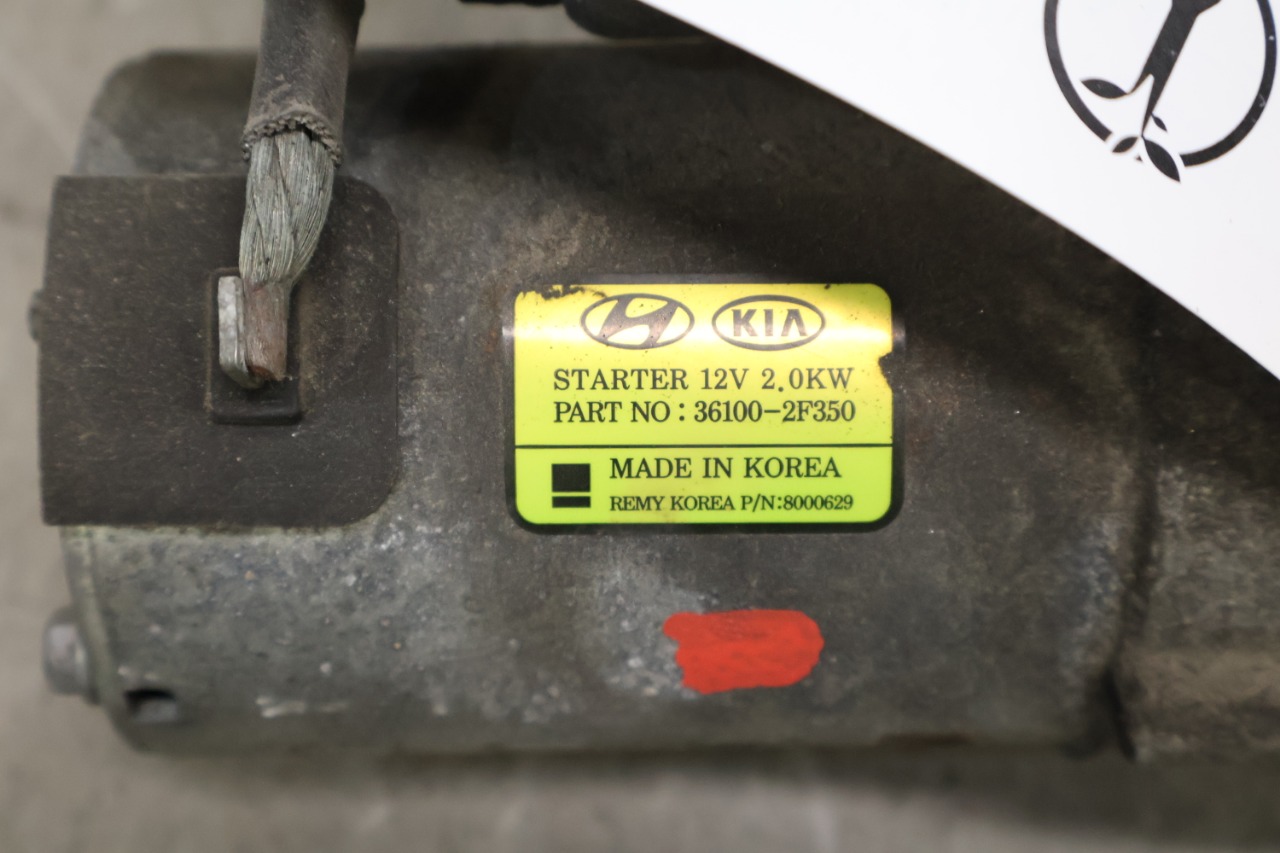 KIA
STARTER 12V 2.0KW
PART NO : 36100-2F350
MADE IN KOREA
REMY KOREA P/N:8000629